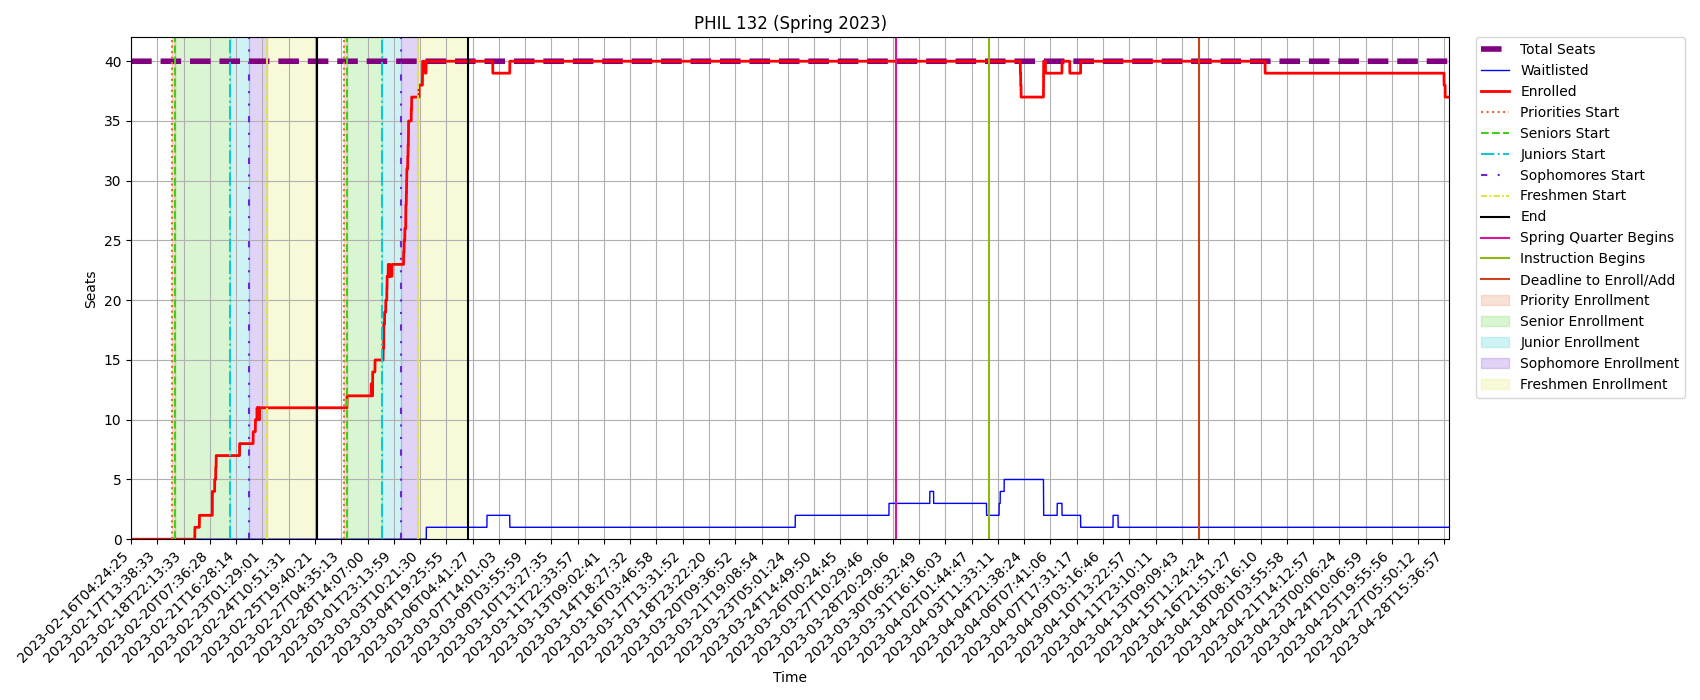 PHIL 132 (Spring 2023)
Seats
40
35
30
25
20
15
10
5
0
2023-02-16T04:24:25
2023-02-17T13:38:33
2023-02-18T22:13:33
2023-02-20T07:36:28
2023-02-21T16:28:14
2023-02-23T01:29:01
2023-02-24T10:51:31
2023-02-25T19:40:21
2023-02-27T04:35:13
2023-02-28T14:07:00
2023-03-01T23:13:59
2023-03-03T10:21:30
2023-03-04T19:25:55
2023-03-06T04:41:27
2023-03-07T14:01:03
2023-03-09T03:55:59
2023-03-10T13:27:35
2023-03-11T22:33:57
2023-03-13T09:02:41
2023-03-14T18:27:32
2023-03-16T03:46:58
2023-03-17T13:31:52
2023-03-18T23:22:20
2023-03-20T09:36:52
2023-03-21T19:08:54
2023-03-23T05:01:24
2023-03-24T14:49:50
2023-03-26T00:24:45
2023-03-27T10:29:46
2023-03-28T20:29:06
2023-03-30T06:32:49
2023-03-31T16:16:03
2023-04-02T01:44:47
2023-04-03T11:33:11
2023-04-04T21:38:24
2023-04-06T07:41:06
2023-04-07T17:31:17
2023-04-09T03:16:46
2023-04-10T13:22:57
2023-04-11T23:10:11
2023-04-13T09:09:43
2023-04-15T11:24:24
2023-04-16T21:51:27
2023-04-18T08:16:10
2023-04-20T03:55:58
2023-04-21T14:12:57
2023-04-23T00:06:24
2023-04-24T10:06:59
2023-04-25T19:55:56
2023-04-27T05:50:12
2023-04-28T15:36:57
Time
Total Seats
Waitlisted
Enrolled
Priorities Start
Seniors Start
Juniors Start
Sophomores Start
Freshmen Start
End
Spring Quarter Begins
Instruction Begins
Deadline to Enroll/Add
Priority Enrollment
Senior Enrollment
Junior Enrollment
Sophomore Enrollment
Freshmen Enrollment